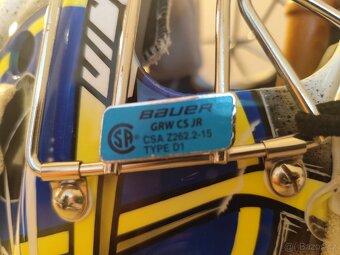 BAUER
GRW CS JR
CSA Z262.2-15
TYPE D1